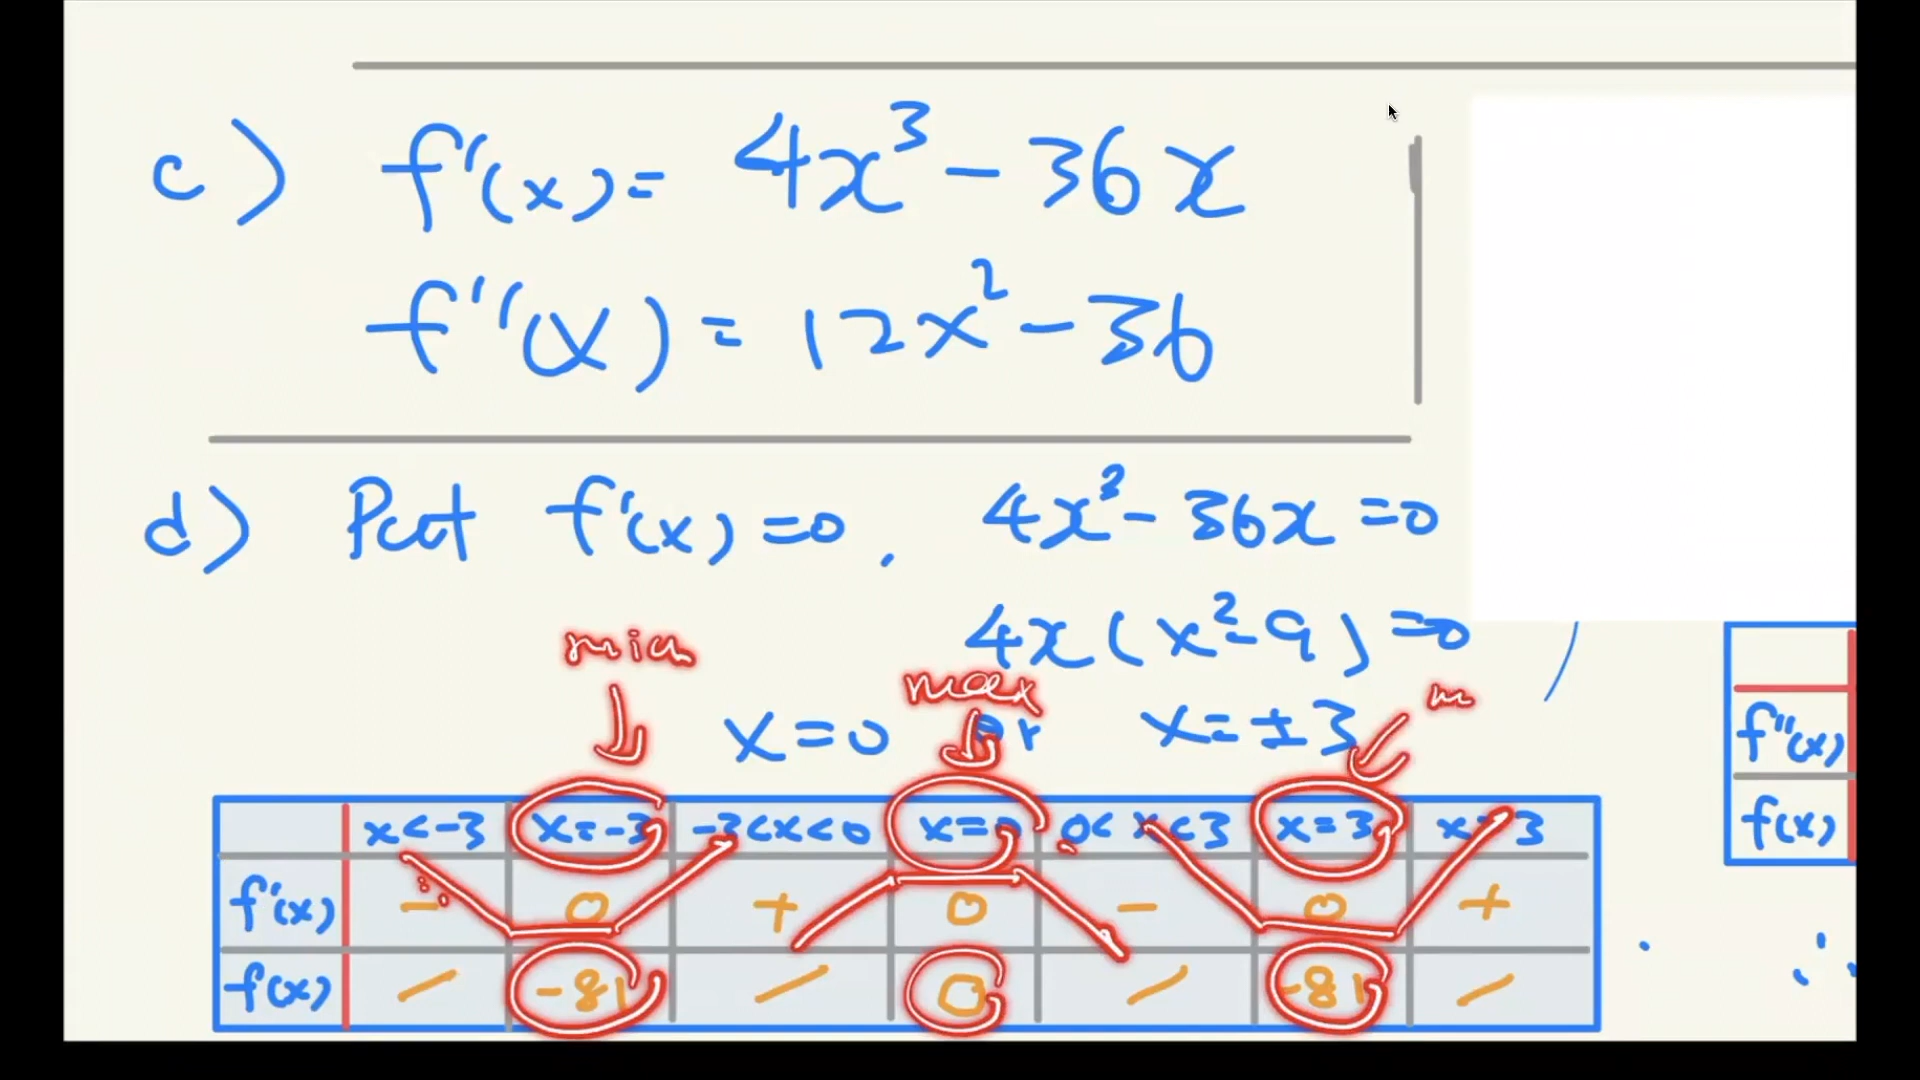 c) f'(x) = 4x³ - 36x
f''(x) = 12x² - 36
d) Put f'(x) = 0, 4x³ - 36x = 0
4x(x² - 9) = 0
min
max
m
x = 0 or x = ±3
x < -3 x = -3 -3 < x < 0 x = 0 0 < x < 3 x = 3
f'(x) - 0 + 0 - 0 +
f(x) / -81 / 0 / -81 /
f''(x)
f(x)